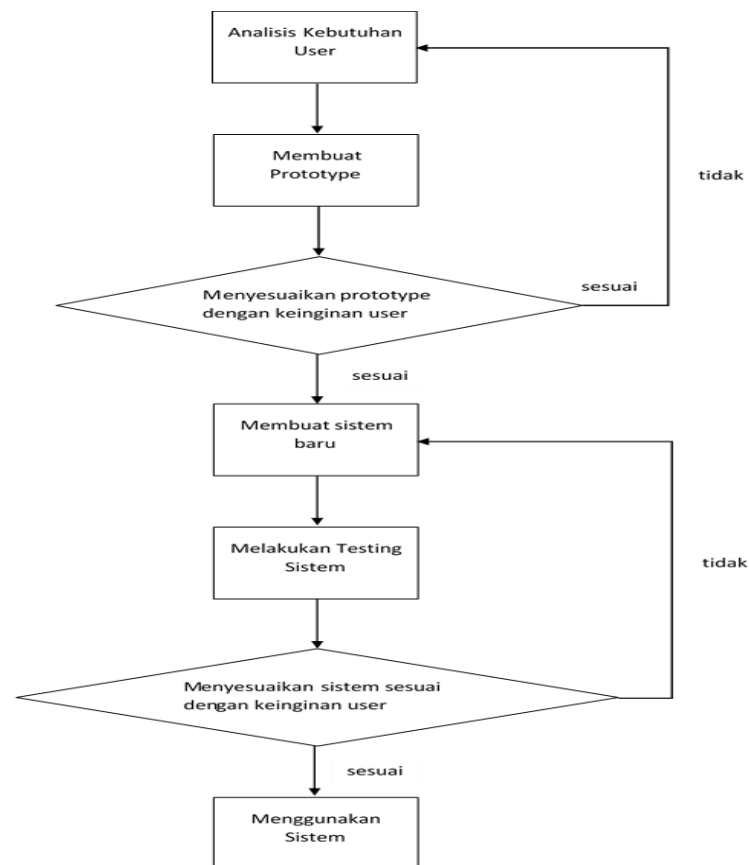 Analisis Kebutuhan
User
Membuat
Prototype
tidak
Menyesuaikan prototype
dengan keinginan user
sesuai
sesuai
Membuat sistem
baru
Melakukan Testing
Sistem
tidak
Menyesuaikan sistem sesuai
dengan keinginan user
sesuai
Menggunakan
Sistem